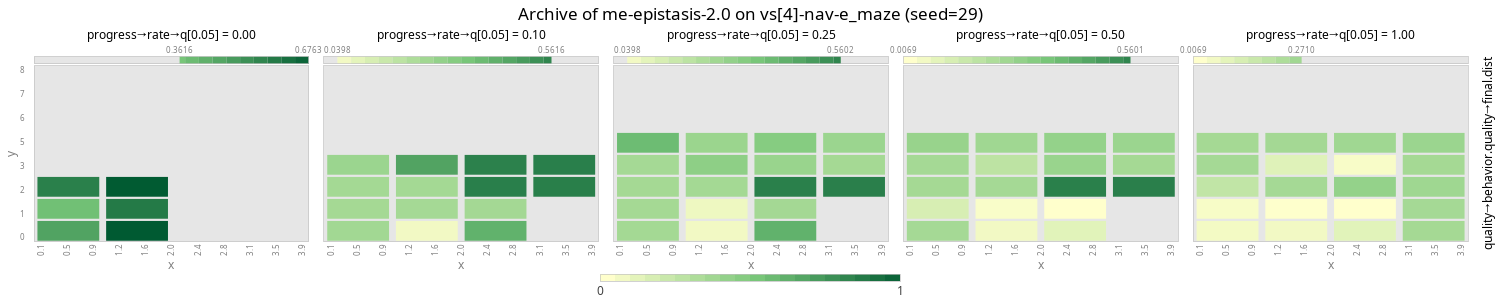 Archive of me-epistasis-2.0 on vs[4]-nav-e_maze (seed=29)
progress→rate→q[0.05] = 0.00
progress→rate→q[0.05] = 0.10
progress→rate→q[0.05] = 0.25
progress→rate→q[0.05] = 0.50
progress→rate→q[0.05] = 1.00
0.3616 0.6763
0.0398 0.5616
0.0398 0.5602
0.0069 0.5601
0.0069 0.2710
8
7
6
5
y
3
2
1
0
0.1 0.5 0.9 1.2 1.6 2.0 2.4 2.8 3.1 3.5 3.9
x
0.1 0.5 0.9 1.2 1.6 2.0 2.4 2.8 3.1 3.5 3.9
x
0.1 0.5 0.9 1.2 1.6 2.0 2.4 2.8 3.1 3.5 3.9
x
0.1 0.5 0.9 1.2 1.6 2.0 2.4 2.8 3.1 3.5 3.9
x
0.1 0.5 0.9 1.2 1.6 2.0 2.4 2.8 3.1 3.5 3.9
x
quality→behavior.quality→final.dist
0 1